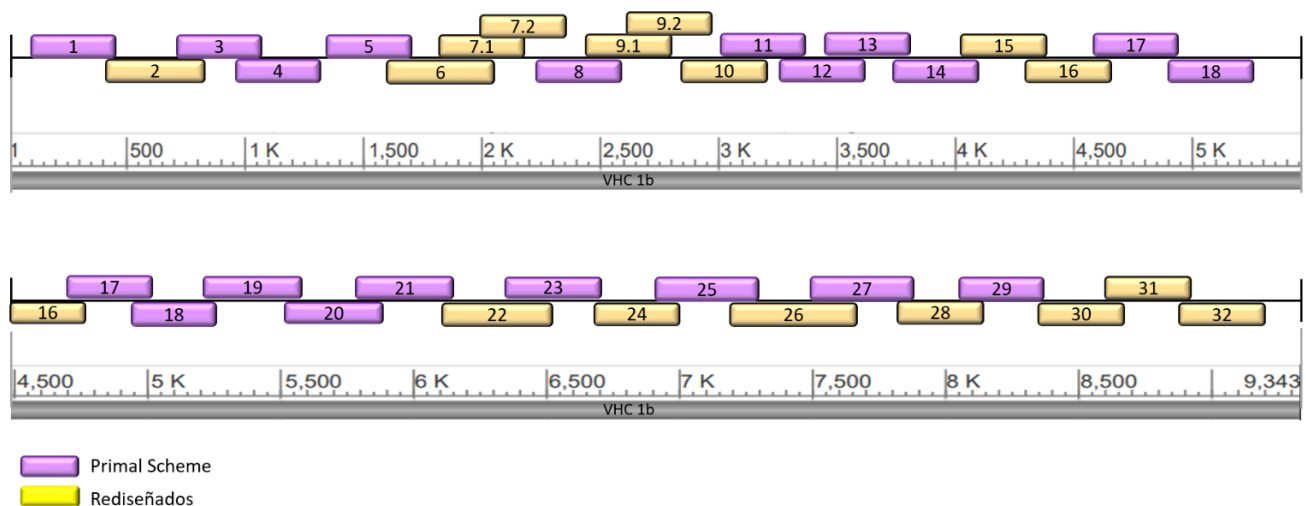 7.2 9.2
1 3 5 7.1 9.1 11 13 15 17
2 4 6 8 10 12 14 16 18
1 500 1 K 1,500 2 K 2,500 3 K 3,500 4 K 4,500 5 K
VHC 1b
17 19 21 23 25 27 29 31
16 18 20 22 24 26 28 30 32
4,500 5 K 5,500 6 K 6,500 7 K 7,500 8 K 8,500 9,343
VHC 1b
Primal Scheme
Rediseñados